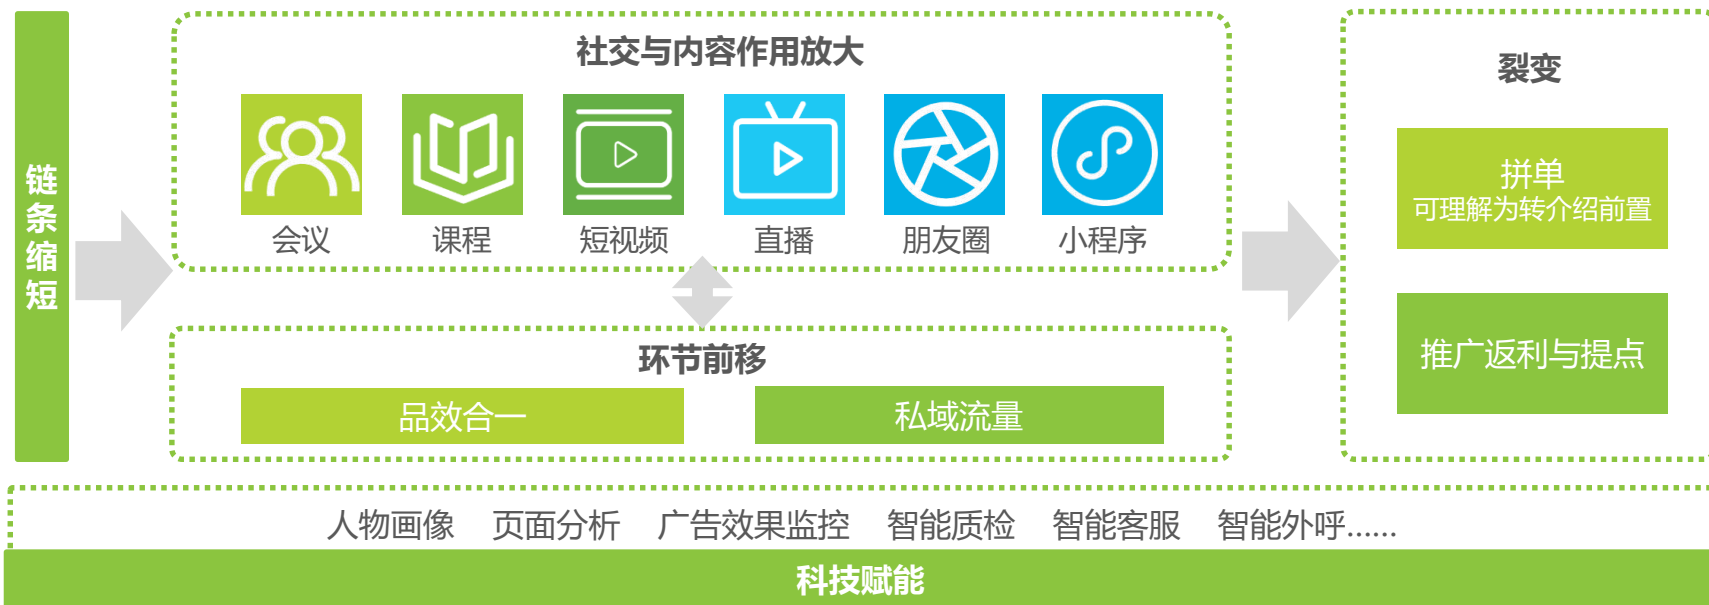 链条缩短
社交与内容作用放大
会议 课程 短视频 直播 朋友圈 小程序
环节前移
品效合一 私域流量
裂变
拼单
可理解为转介绍前置
推广返利与提点
人物画像 页面分析 广告效果监控 智能质检 智能客服 智能外呼……
科技赋能